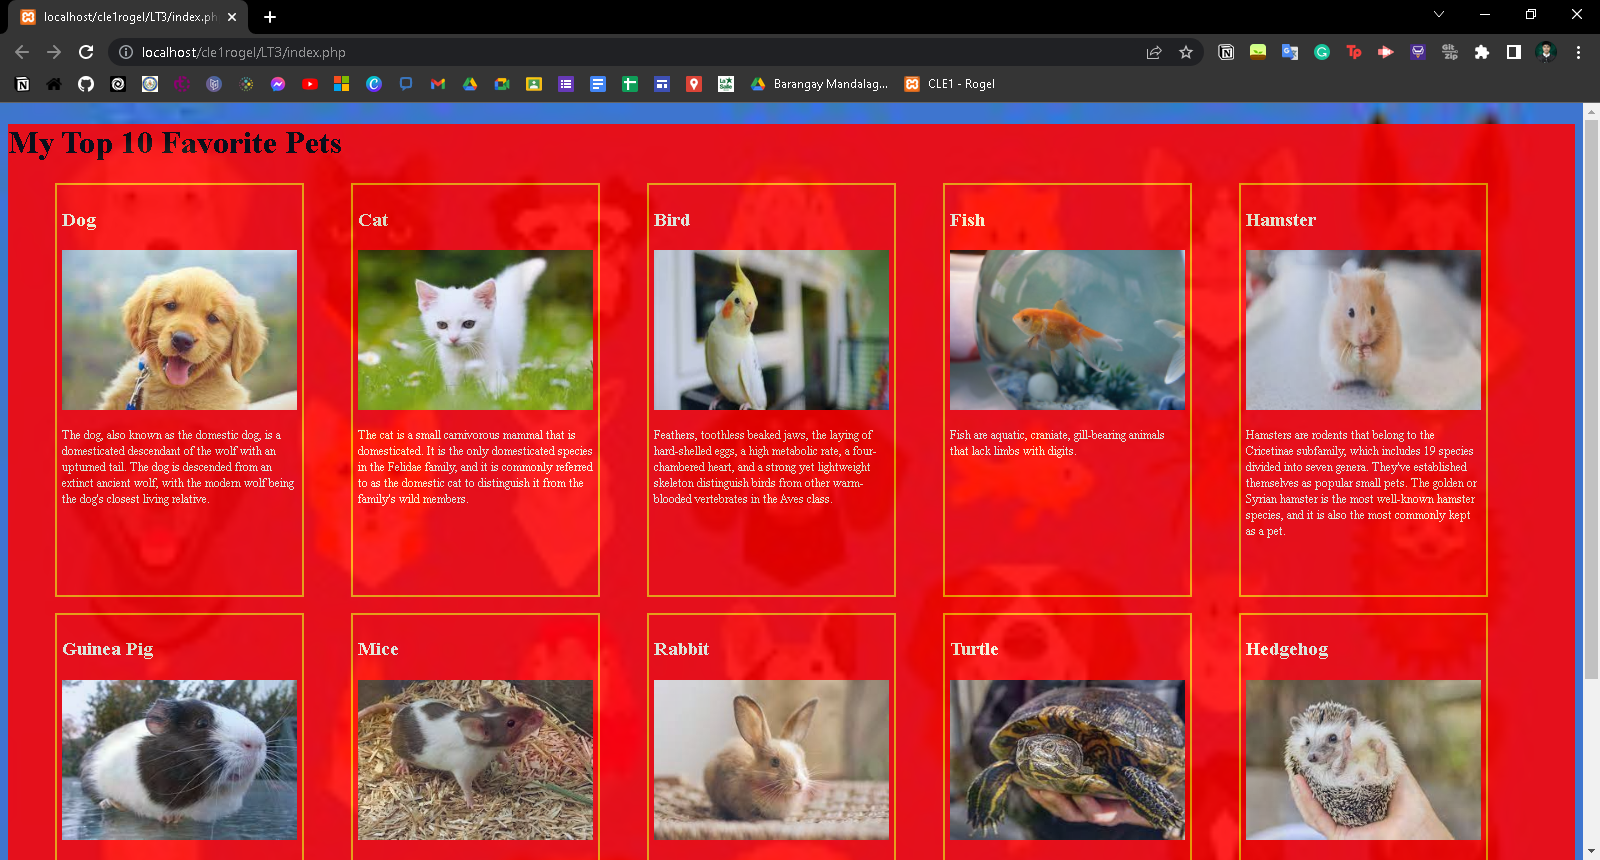 localhost/cle1rogel/LT3/index.ph
localhost/cle1rogel/LT3/index.php
Barangay Mandalag...
CLE1 - Rogel
My Top 10 Favorite Pets
Dog
The dog, also known as the domestic dog, is a
domesticated descendant of the wolf with an
upturned tail. The dog is descended from an
extinct ancient wolf, with the modern wolf being
the dog's closest living relative.
Cat
The cat is a small carnivorous mammal that is
domesticated. It is the only domesticated species
in the Felidae family, and it is commonly referred
to as the domestic cat to distinguish it from the
family's wild members.
Bird
Feathers, toothless beaked jaws, the laying of
hard-shelled eggs, a high metabolic rate, a four-
chambered heart, and a strong yet lightweight
skeleton distinguish birds from other warm-
blooded vertebrates in the Aves class.
Fish
Fish are aquatic, craniate, gill-bearing animals
that lack limbs with digits.
Hamster
Hamsters are rodents that belong to the
Cricetinae subfamily, which includes 19 species
divided into seven genera. They've established
themselves as popular small pets. The golden or
Syrian hamster is the most well-known hamster
species, and it is also the most commonly kept
as a pet.
Guinea Pig
Mice
Rabbit
Turtle
Hedgehog